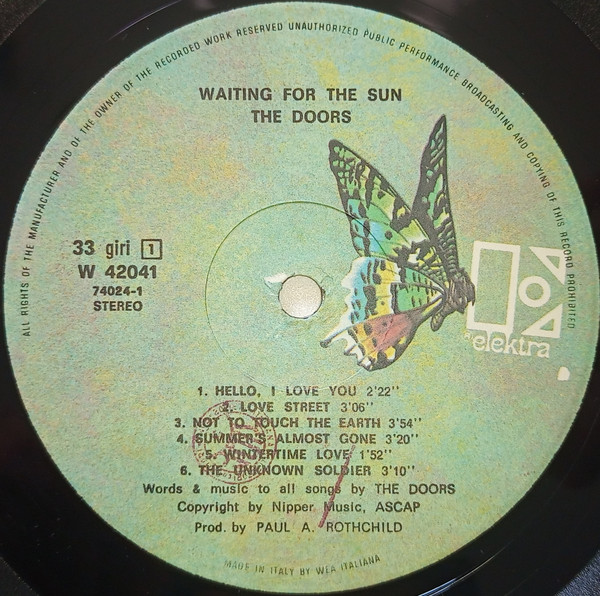 ALL RIGHTS OF THE MANUFACTURER AND OF THE OWNER OF THE RECORDED WORK RESERVED UNAUTHORIZED PUBLIC PERFORMANCE BROADCASTING AND COPYING OF THIS RECORD PROHIBITED
WAITING FOR THE SUN
THE DOORS
33 giri 1
W 42041
74024-1
STEREO
elektra
1. HELLO, I LOVE YOU 2'22''
2. LOVE STREET 3'06''
3. NOT TO TOUCH THE EARTH 3'54''
4. SUMMER'S ALMOST GONE 3'20''
5. WINTERTIME LOVE 1'52''
6. THE UNKNOWN SOLDIER 3'10''
Words & music to all songs by THE DOORS
Copyright by Nipper Music, ASCAP
Prod. by PAUL A. ROTHCHILD
MADE IN ITALY BY WEA ITALIANA